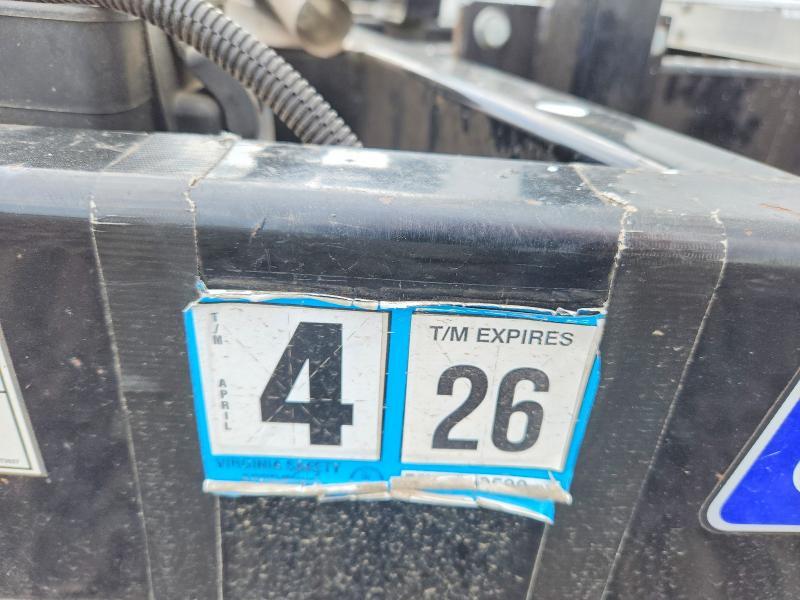 T/M
APRIL
4
T/M EXPIRES
26
VIRGINIA SAFETY